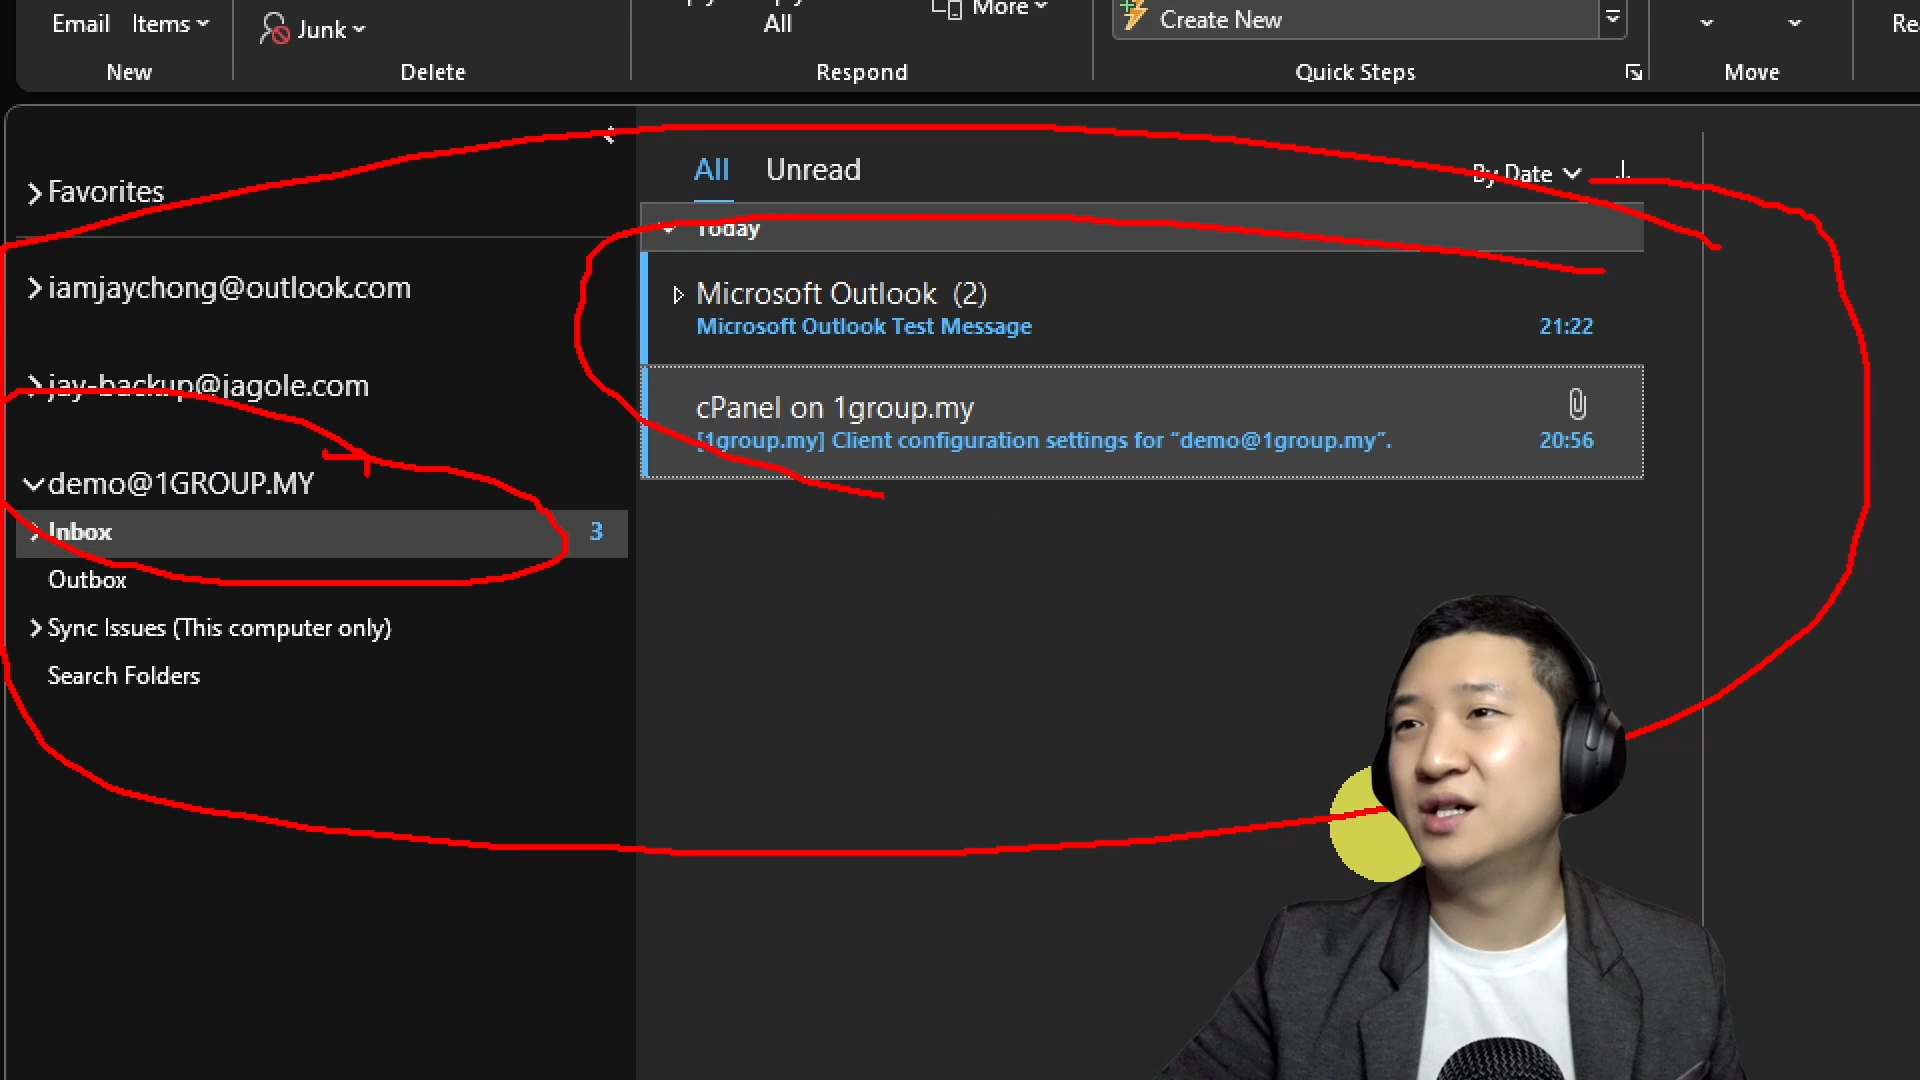 Email Items
Junk
All
More
Create New
New
Delete
Respond
Quick Steps
Move
Favorites
iamjaychong@outlook.com
jay-backup@jagole.com
demo@1GROUP.MY
Inbox 3
Outbox
Sync Issues (This computer only)
Search Folders
All Unread
By Date
Today
Microsoft Outlook (2)
Microsoft Outlook Test Message 21:22
cPanel on 1group.my
[1group.my] Client configuration settings for “demo@1group.my”. 20:56